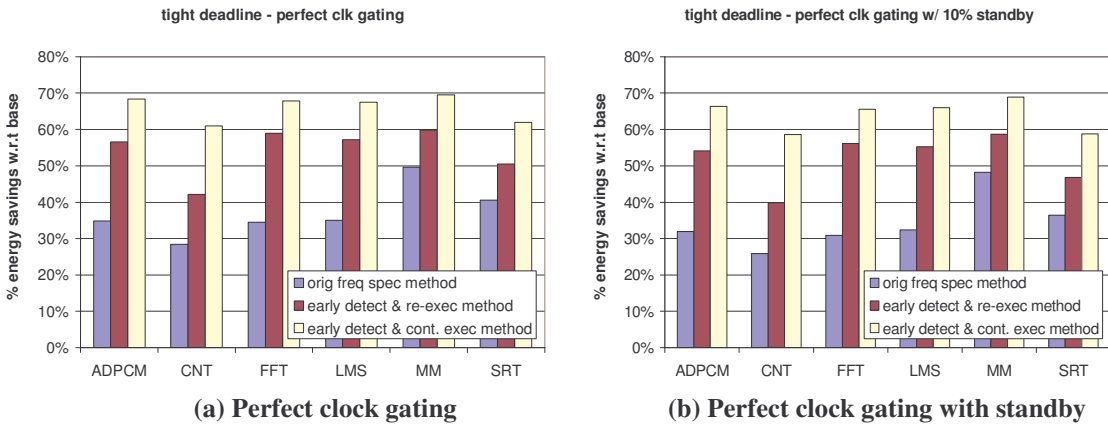 tight deadline - perfect clk gating
% energy savings w.r.t base
80%
70%
60%
50%
40%
30%
20%
10%
0%
orig freq spec method
early detect & re-exec method
early detect & cont. exec method
ADPCM CNT FFT LMS MM SRT
(a) Perfect clock gating
tight deadline - perfect clk gating w/ 10% standby
% energy savings w.r.t base
80%
70%
60%
50%
40%
30%
20%
10%
0%
orig freq spec method
early detect & re-exec method
early detect & cont. exec method
ADPCM CNT FFT LMS MM SRT
(b) Perfect clock gating with standby